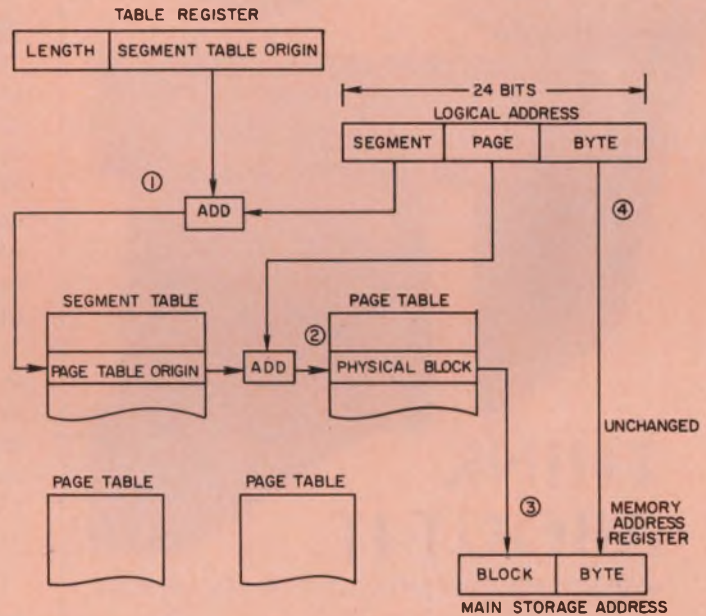 TABLE REGISTER
LENGTH
SEGMENT TABLE ORIGIN
24 BITS
LOGICAL ADDRESS
SEGMENT
PAGE
BYTE
①
ADD
④
SEGMENT TABLE
PAGE TABLE
②
PAGE TABLE ORIGIN
ADD
PHYSICAL BLOCK
UNCHANGED
PAGE TABLE
PAGE TABLE
③
MEMORY
ADDRESS
REGISTER
BLOCK
BYTE
MAIN STORAGE ADDRESS